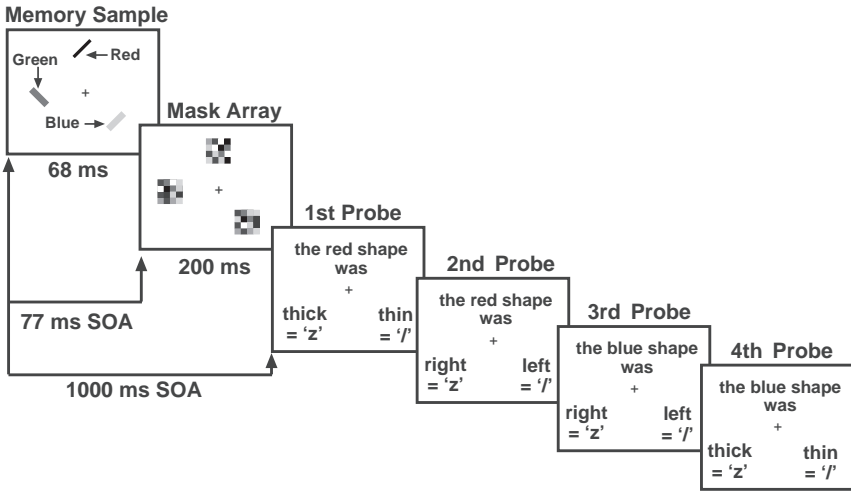 Memory Sample
Green
Red
+
Blue
68 ms
Mask Array
+
200 ms
77 ms SOA
1000 ms SOA
1st Probe
the red shape
was
+
thick thin
= ‘z’ = ‘/’
2nd Probe
the red shape
was
+
right left
= ‘z’ = ‘/’
3rd Probe
the blue shape
was
+
right left
= ‘z’ = ‘/’
4th Probe
the blue shape
was
+
thick thin
= ‘z’ = ‘/’